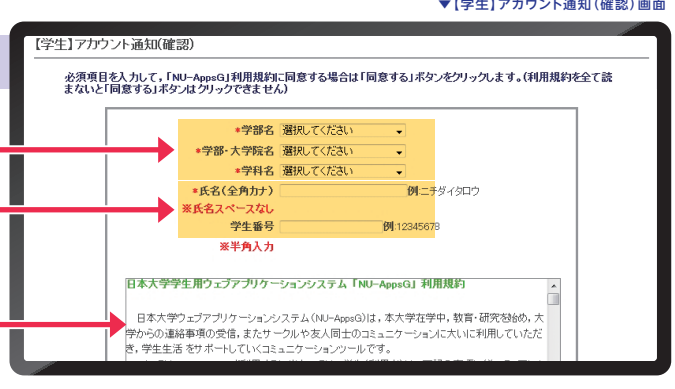 ▼【学生】アカウント通知(確認)画面
【学生】アカウント通知(確認)
必須項目を入力して,「NU-AppsG」利用規約に同意する場合は「同意する」ボタンをクリックします。(利用規約を全て読
まないと「同意する」ボタンはクリックできません)
*学部名 選択してください
*学部・大学院名 選択してください
*学科名 選択してください
*氏名(全角カナ) 例:ニチダイタロウ
※氏名スペースなし
学生番号 例:12345678
※半角入力
日本大学学生用ウェブアプリケーションシステム「NU-AppsG」利用規約
日本大学ウェブアプリケーションシステム(NU-AppsG)は,本大学在学中,教育・研究を始め,大
学からの連絡事項の受信,またサークルや友人同士のコミュニケーションに大いに利用していただ
き,学生生活をサポートしていくコミュニケーションツールです。